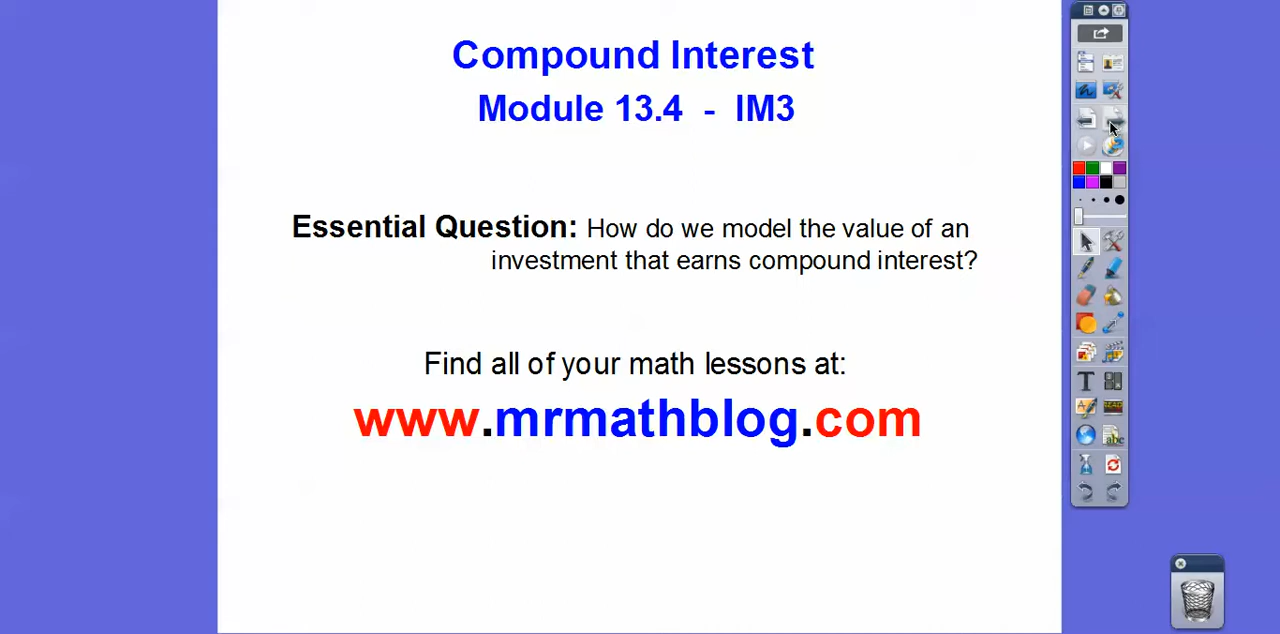 Compound Interest
Module 13.4 - IM3
Essential Question: How do we model the value of an
investment that earns compound interest?
Find all of your math lessons at:
www.mrmathblog.com